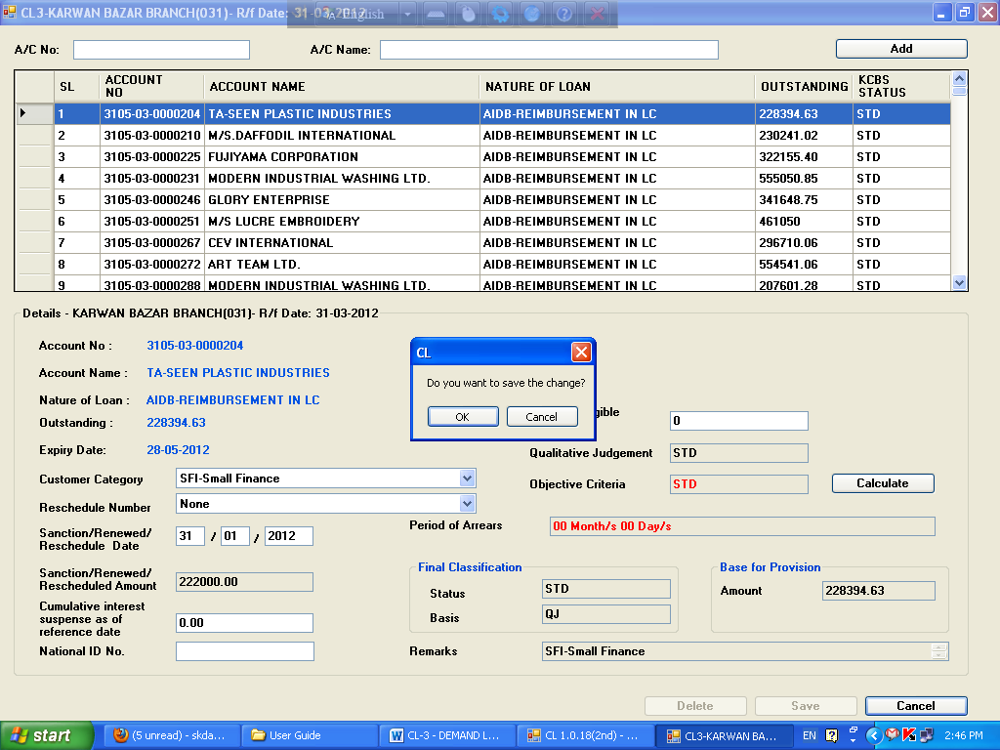 CL3-KARWAN BAZAR BRANCH(031)- R/f Date: 31-03-2012
English
A/C No:
A/C Name:
Add
SL ACCOUNT NO ACCOUNT NAME NATURE OF LOAN OUTSTANDING KCBS STATUS
1 3105-03-0000204 TA-SEEN PLASTIC INDUSTRIES AIDB-REIMBURSEMENT IN LC 228394.63 STD
2 3105-03-0000210 M/S.DAFFODIL INTERNATIONAL AIDB-REIMBURSEMENT IN LC 230241.02 STD
3 3105-03-0000225 FUJIYAMA CORPORATION AIDB-REIMBURSEMENT IN LC 322155.40 STD
4 3105-03-0000231 MODERN INDUSTRIAL WASHING LTD. AIDB-REIMBURSEMENT IN LC 555050.85 STD
5 3105-03-0000246 GLORY ENTERPRISE AIDB-REIMBURSEMENT IN LC 341648.75 STD
6 3105-03-0000251 M/S LUCRE EMBROIDERY AIDB-REIMBURSEMENT IN LC 461050 STD
7 3105-03-0000267 CEV INTERNATIONAL AIDB-REIMBURSEMENT IN LC 296710.06 STD
8 3105-03-0000272 ART TEAM LTD. AIDB-REIMBURSEMENT IN LC 554541.06 STD
9 3105-03-0000288 MODERN INDUSTRIAL WASHING LTD. AIDB-REIMBURSEMENT IN LC 207601.28 STD
Details - KARWAN BAZAR BRANCH(031)- R/f Date: 31-03-2012
Account No : 3105-03-0000204
Account Name : TA-SEEN PLASTIC INDUSTRIES
Nature of Loan : AIDB-REIMBURSEMENT IN LC
Outstanding : 228394.63
Expiry Date: 28-05-2012
Customer Category SFI-Small Finance
Reschedule Number None
Sanction/Renewed/
Reschedule Date
31 / 01 / 2012
Sanction/Renewed/
Rescheduled Amount
222000.00
Cumulative interest
suspense as of
reference date
0.00
National ID No.
CL
Do you want to save the change?
OK Cancel
gible 0
Qualitative Judgement STD
Objective Criteria STD
Calculate
Period of Arrears 00 Month/s 00 Day/s
Final Classification
Status STD
Basis QJ
Base for Provision
Amount 228394.63
Remarks SFI-Small Finance
Delete Save Cancel
start (5 unread) - skda... User Guide CL-3 - DEMAND L... CL 1.0.18(2nd) - ... CL3-KARWAN BA... EN 2:46 PM